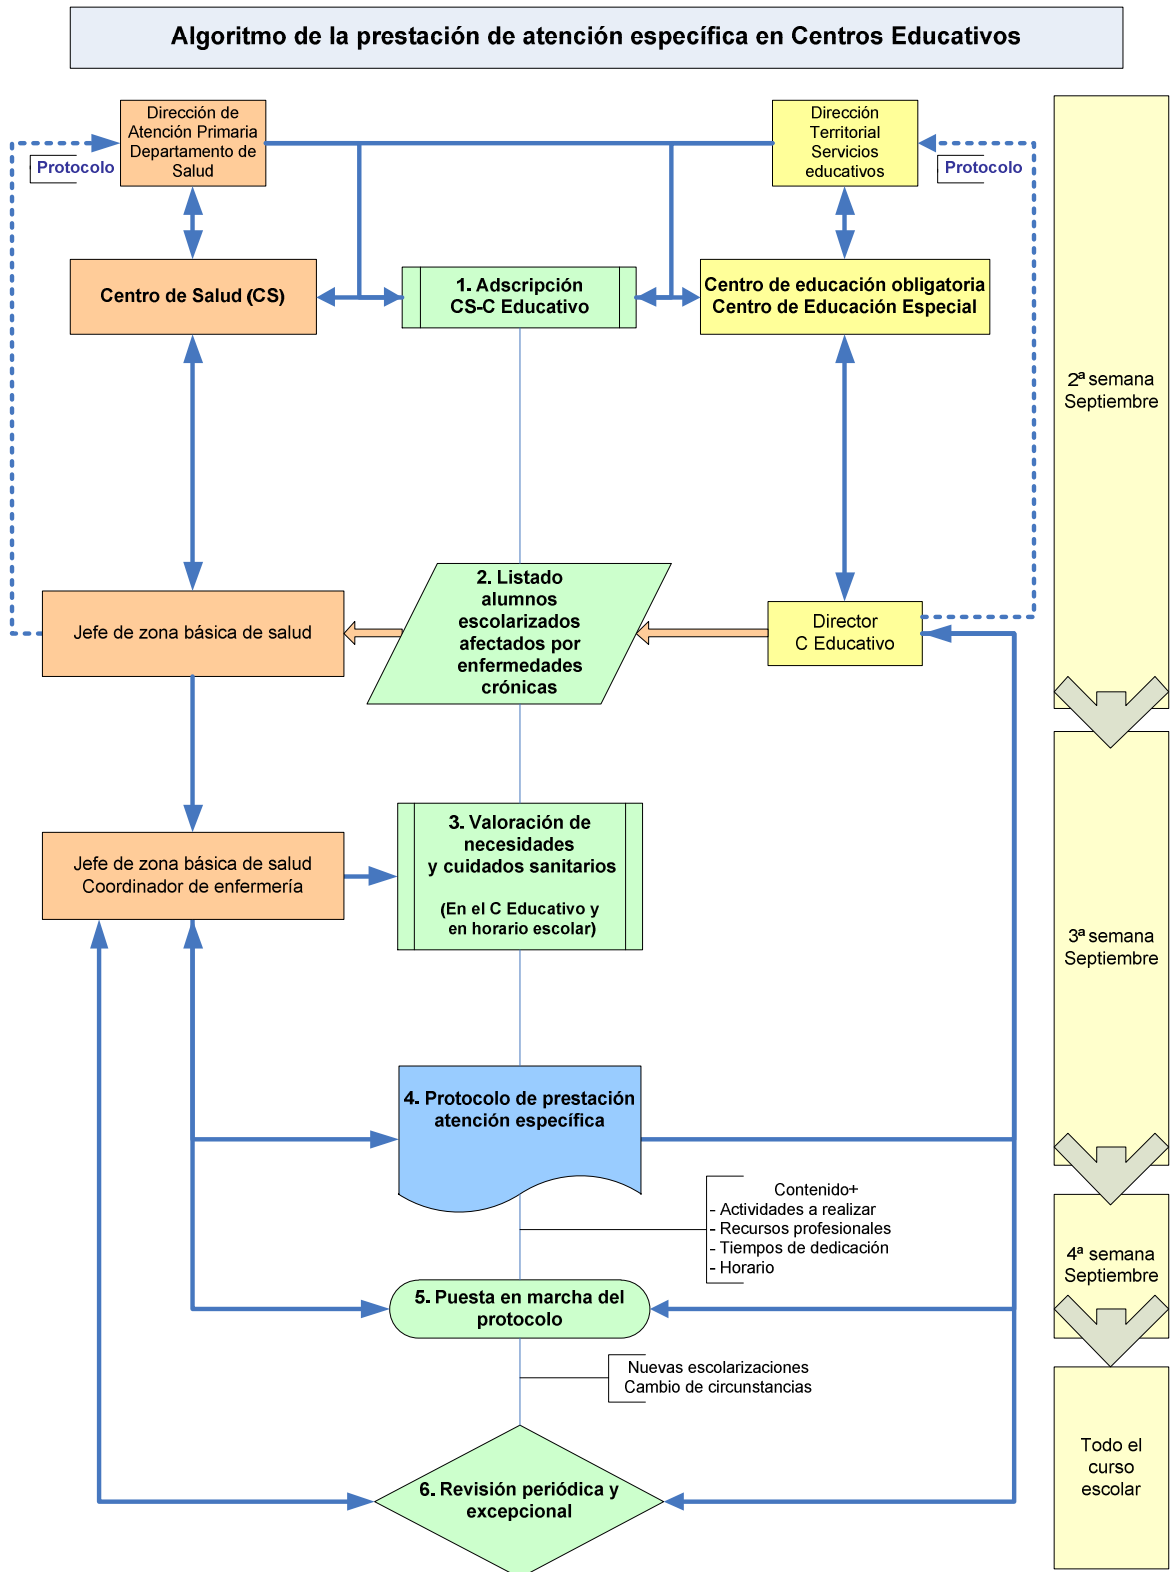 Algoritmo de la prestación de atención específica en Centros Educativos
Dirección de
Atención Primaria
Departamento de
Salud
Dirección
Territorial
Servicios
educativos
Protocolo
Protocolo
Centro de Salud (CS)
1. Adscripción
CS-C Educativo
Centro de educación obligatoria
Centro de Educación Especial
2ª semana
Septiembre
Jefe de zona básica de salud
2. Listado
alumnos
escolarizados
afectados por
enfermedades
crónicas
Director
C Educativo
Jefe de zona básica de salud
Coordinador de enfermería
3. Valoración de
necesidades
y cuidados sanitarios
(En el C Educativo y
en horario escolar)
3ª semana
Septiembre
4. Protocolo de prestación
atención específica
Contenido+
- Actividades a realizar
- Recursos profesionales
- Tiempos de dedicación
- Horario
4ª semana
Septiembre
5. Puesta en marcha del
protocolo
Nuevas escolarizaciones
Cambio de circunstancias
6. Revisión periódica y
excepcional
Todo el
curso
escolar